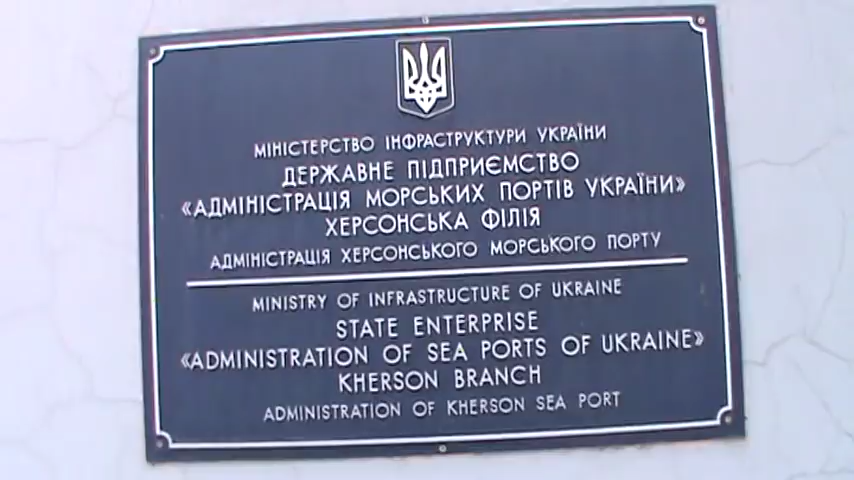 МІНІСТЕРСТВО ІНФРАСТРУКТУРИ УКРАЇНИ
ДЕРЖАВНЕ ПІДПРИЄМСТВО
«АДМІНІСТРАЦІЯ МОРСЬКИХ ПОРТІВ УКРАЇНИ»
ХЕРСОНСЬКА ФІЛІЯ
АДМІНІСТРАЦІЯ ХЕРСОНСЬКОГО МОРСЬКОГО ПОРТУ
MINISTRY OF INFRASTRUCTURE OF UKRAINE
STATE ENTERPRISE
«ADMINISTRATION OF SEA PORTS OF UKRAINE»
KHERSON BRANCH
ADMINISTRATION OF KHERSON SEA PORT